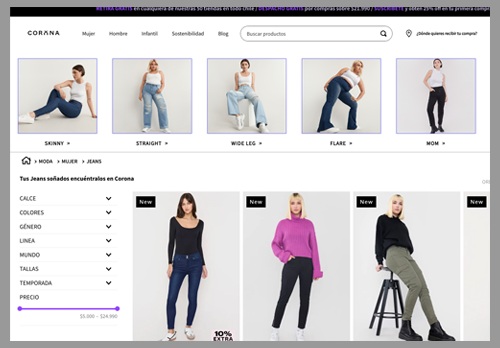 RETIRA GRATIS en cualquiera de nuestras 50 tiendas en todo chile / DESPACHO GRATIS por compras sobre $21.990 / SUSCRÍBETE y obtén 29% off en tu primera compra
CORONA Mujer Hombre Infantil Sostenibilidad Blog Buscar productos ¿Dónde quieres recibir tu compra?
SKINNY > STRAIGHT > WIDE LEG > FLARE > MOM >
> MODA > MUJER > JEANS
Tus Jeans soñados encuéntralos en Corona
CALCE
COLORES
GÉNERO
LINEA
MUNDO
TALLAS
TEMPORADA
PRECIO
$5.000 – $24.990
New New New New
10%
EXTRA